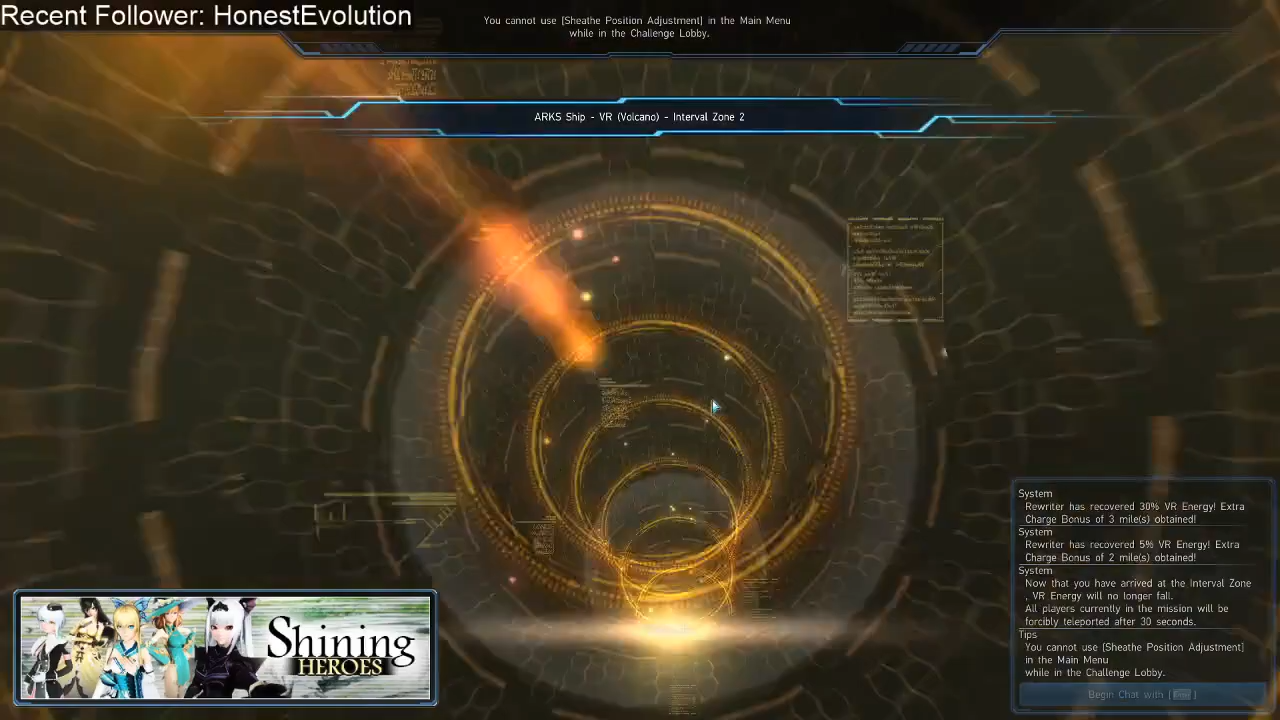 Recent Follower: HonestEvolution
You cannot use [Sheathe Position Adjustment] in the Main Menu
while in the Challenge Lobby.
ARKS Ship - VR (Volcano) - Interval Zone 2
System
Rewriter has recovered 30% VR Energy! Extra
Charge Bonus of 3 mile(s) obtained!
System
Rewriter has recovered 5% VR Energy! Extra
Charge Bonus of 2 mile(s) obtained!
System
Now that you have arrived at the Interval Zone
, VR Energy will no longer fall.
All players currently in the mission will be
forcibly teleported after 30 seconds.
Tips
You cannot use [Sheathe Position Adjustment]
in the Main Menu
while in the Challenge Lobby.
Begin Chat with [ ]
Shining
HEROES